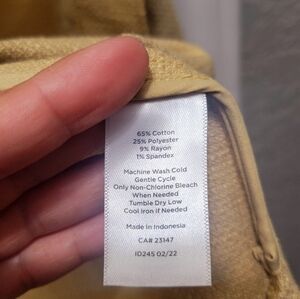 65% Cotton
25% Polyester
9% Rayon
1% Spandex
Machine Wash Cold
Gentle Cycle
Only Non-Chlorine Bleach
When Needed
Tumble Dry Low
Cool Iron if Needed
Made in Indonesia
CA# 23147
ID245 02/22